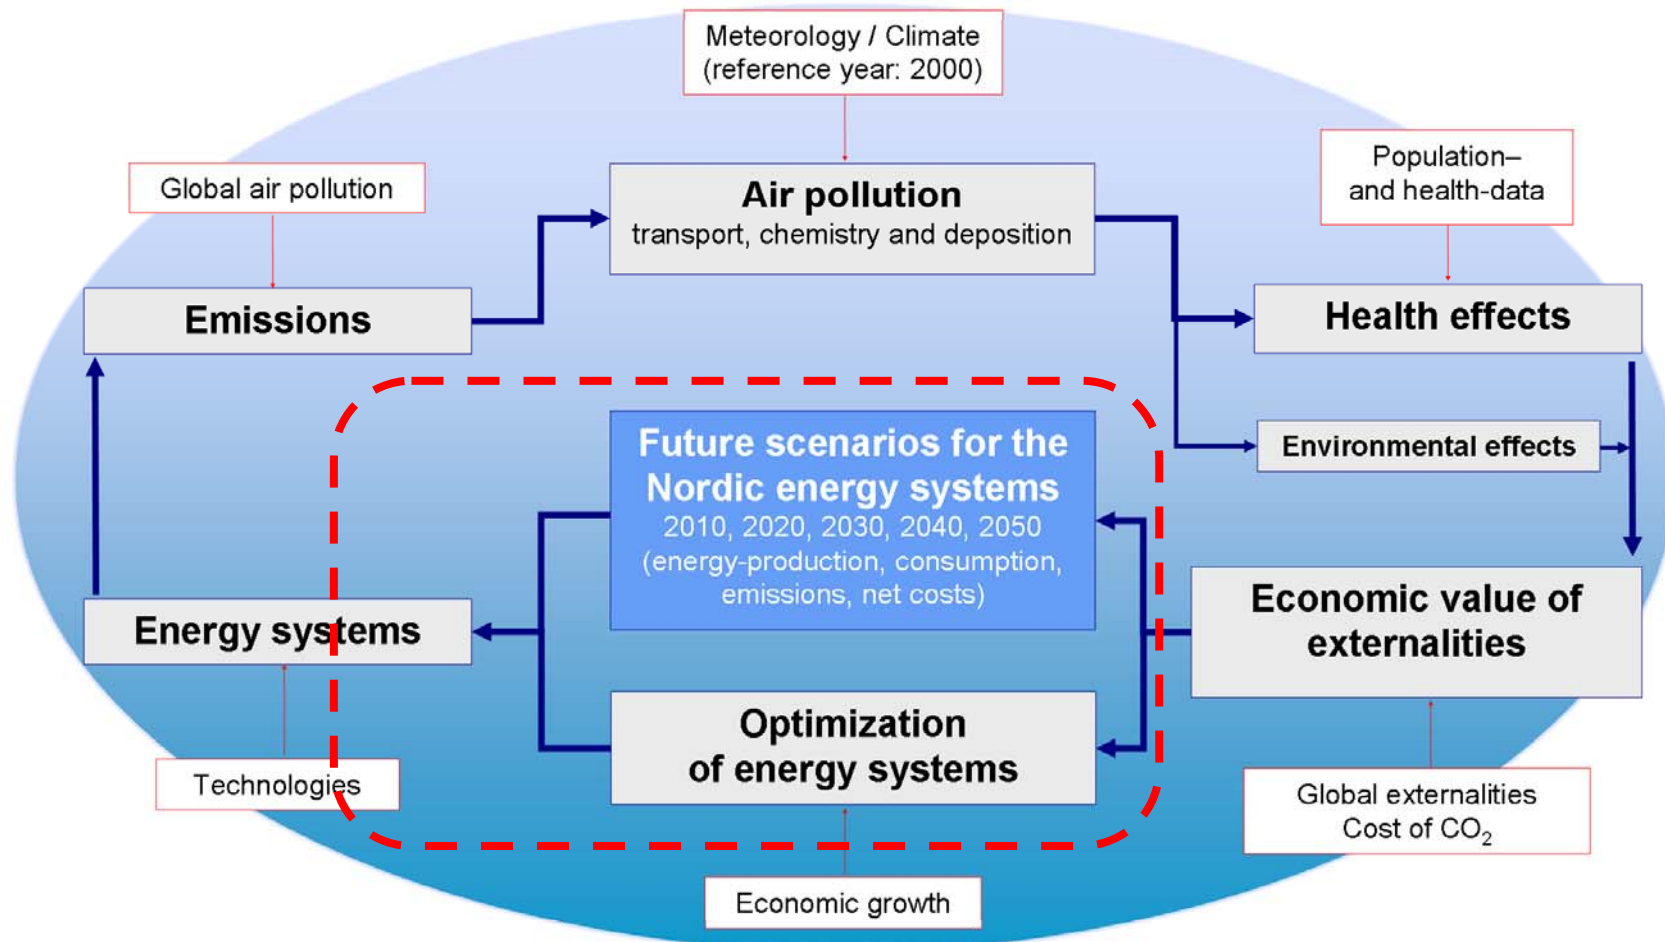 Meteorology / Climate
(reference year: 2000)
Population–
and health-data
Global air pollution
Air pollution
transport, chemistry and deposition
Emissions
Health effects
Future scenarios for the
Nordic energy systems
2010, 2020, 2030, 2040, 2050
(energy-production, consumption,
emissions, net costs)
Environmental effects
Energy systems
Economic value of
externalities
Optimization
of energy systems
Technologies
Global externalities
Cost of CO₂
Economic growth